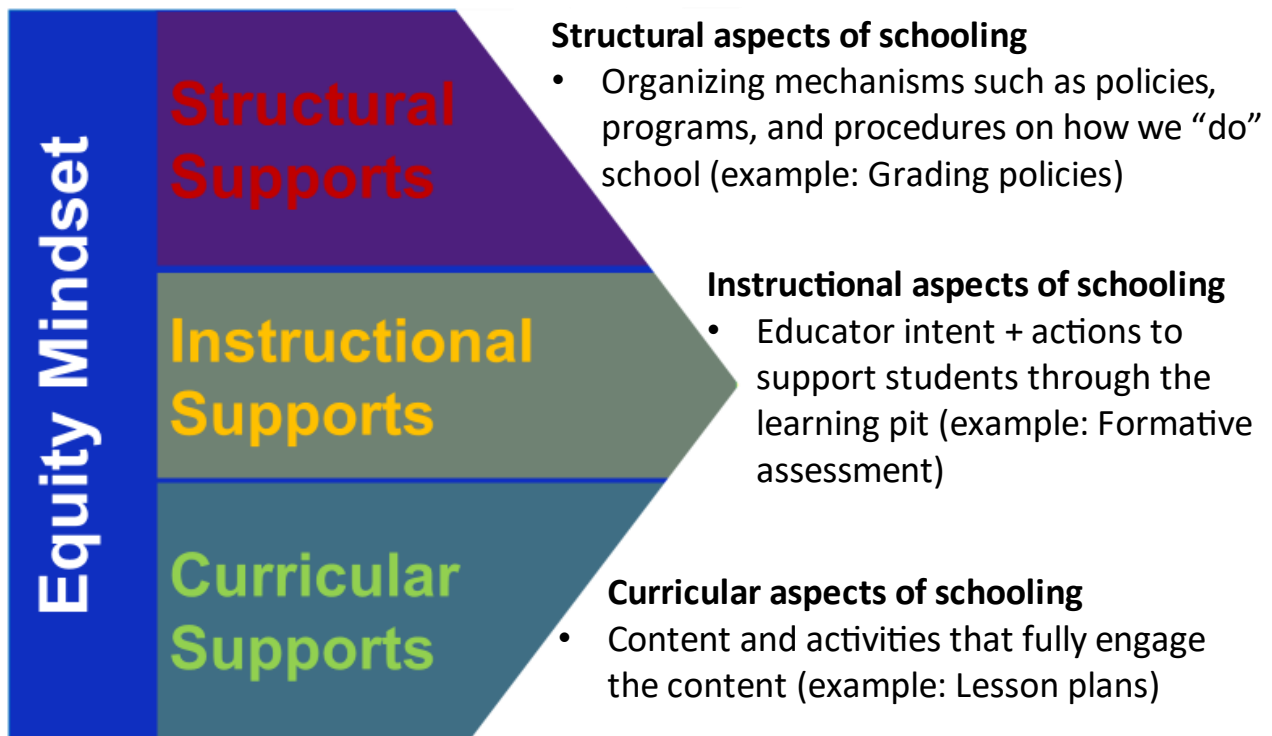 Equity Mindset
Structural
Supports
Structural aspects of schooling
• Organizing mechanisms such as policies,
programs, and procedures on how we “do”
school (example: Grading policies)
Instructional
Supports
Instructional aspects of schooling
• Educator intent + actions to
support students through the
learning pit (example: Formative
assessment)
Curricular
Supports
Curricular aspects of schooling
• Content and activities that fully engage
the content (example: Lesson plans)